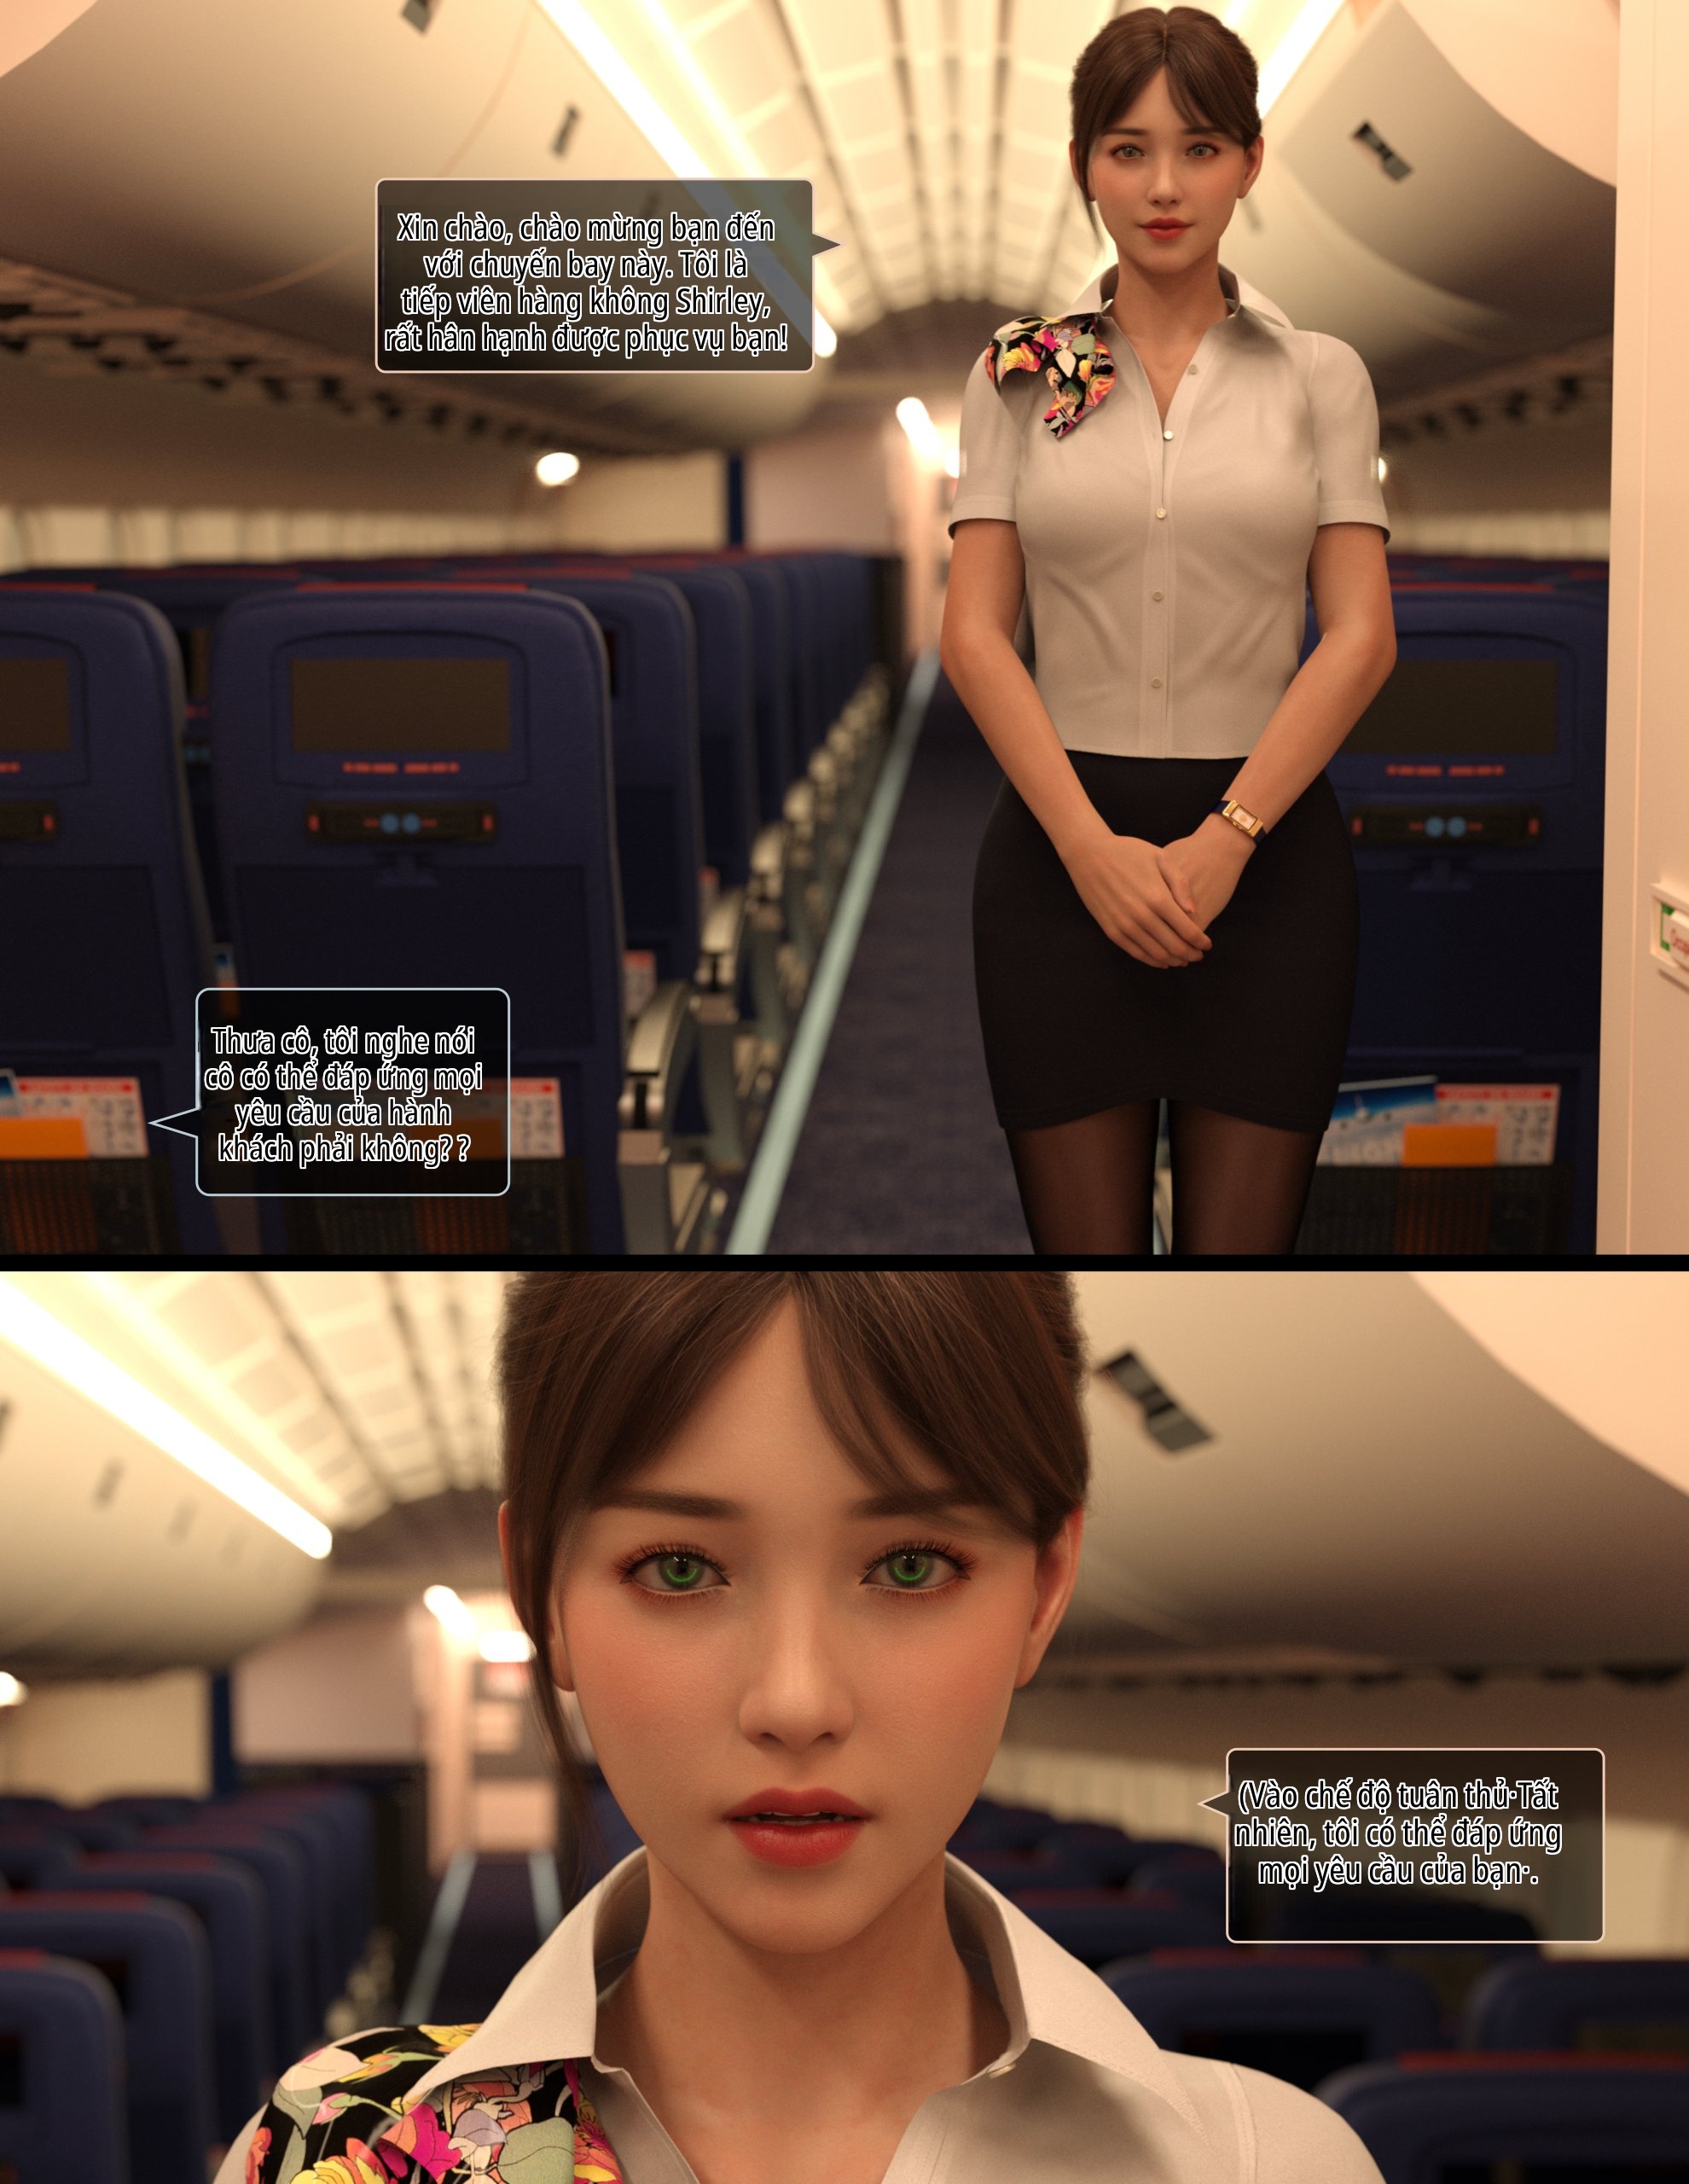 Xin chào, chào mừng bạn đến
với chuyến bay này. Tôi là
tiếp viên hàng không Shirley,
rất hân hạnh được phục vụ bạn!
Thưa cô, tôi nghe nói
cô có thể đáp ứng mọi
yêu cầu của hành
khách phải không? ?
(Vào chế độ tuân thủ·Tất
nhiên, tôi có thể đáp ứng
mọi yêu cầu của bạn·.